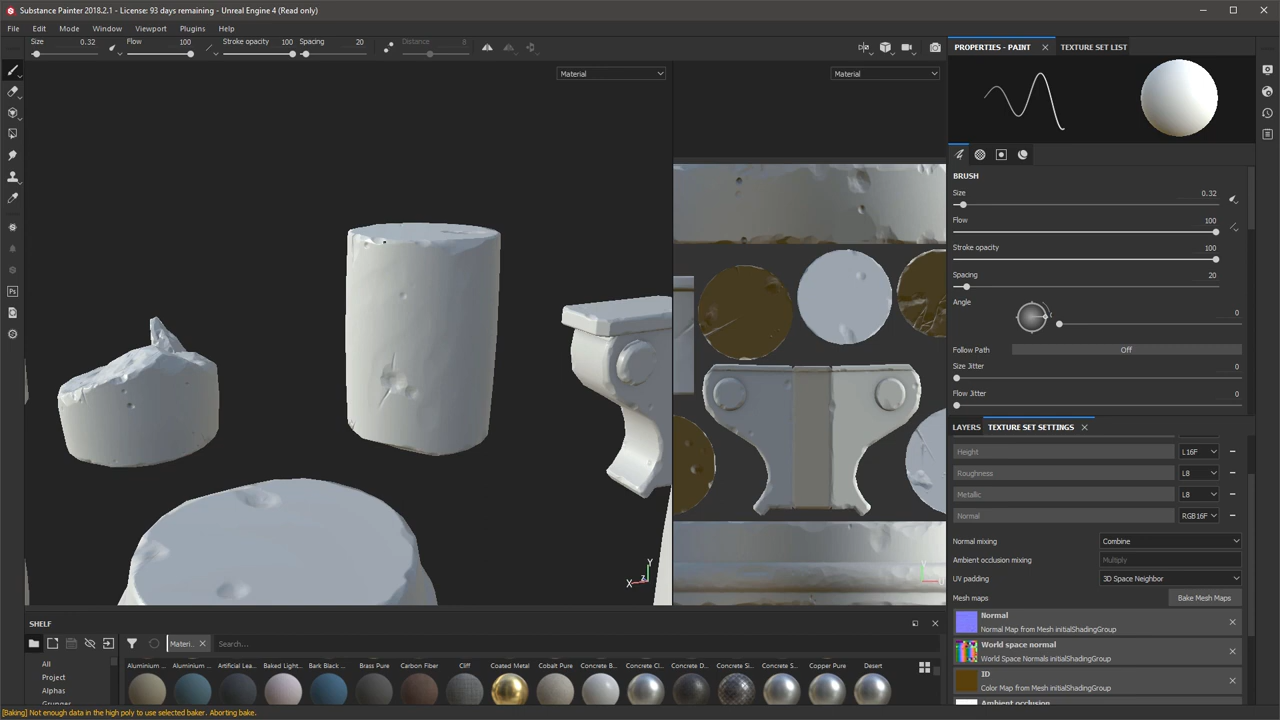 Substance Painter 2018.2.1 - License: 93 days remaining - Unreal Engine 4 (Read only)
File Edit Mode Window Viewport Plugins Help
Size 0.32 Flow 100 Stroke opacity 100 Spacing 20 Distance 8
Material
Material
PROPERTIES - PAINT
TEXTURE SET LIST
BRUSH
Size 0.32
Flow 100
Stroke opacity 100
Spacing 20
Angle 0
Follow Path Off
Size Jitter 0
Flow Jitter 0
LAYERS TEXTURE SET SETTINGS
Height L16F
Roughness L8
Metallic L8
Normal RGB16F
Normal mixing Combine
Ambient occlusion mixing Multiply
UV padding 3D Space Neighbor
Mesh maps Bake Mesh Maps
Normal
Normal Map from Mesh initialShadingGroup
World space normal
World Space Normals initialShadingGroup
ID
Color Map from Mesh initialShadingGroup
Ambient occlusion
Y
X
Z
Y
SHELF
Materi...
Search...
All
Project
Alphas
Grunges
Aluminium ... Aluminium ... Artificial Lea... Baked Light... Bark Black ... Brass Pure Carbon Fiber Cliff Coated Metal Cobalt Pure Concrete B... Concrete Cl... Concrete D... Concrete Si... Concrete S... Copper Pure Desert
Ps
[Baking] Not enough data in the high poly to use selected baker. Aborting bake.